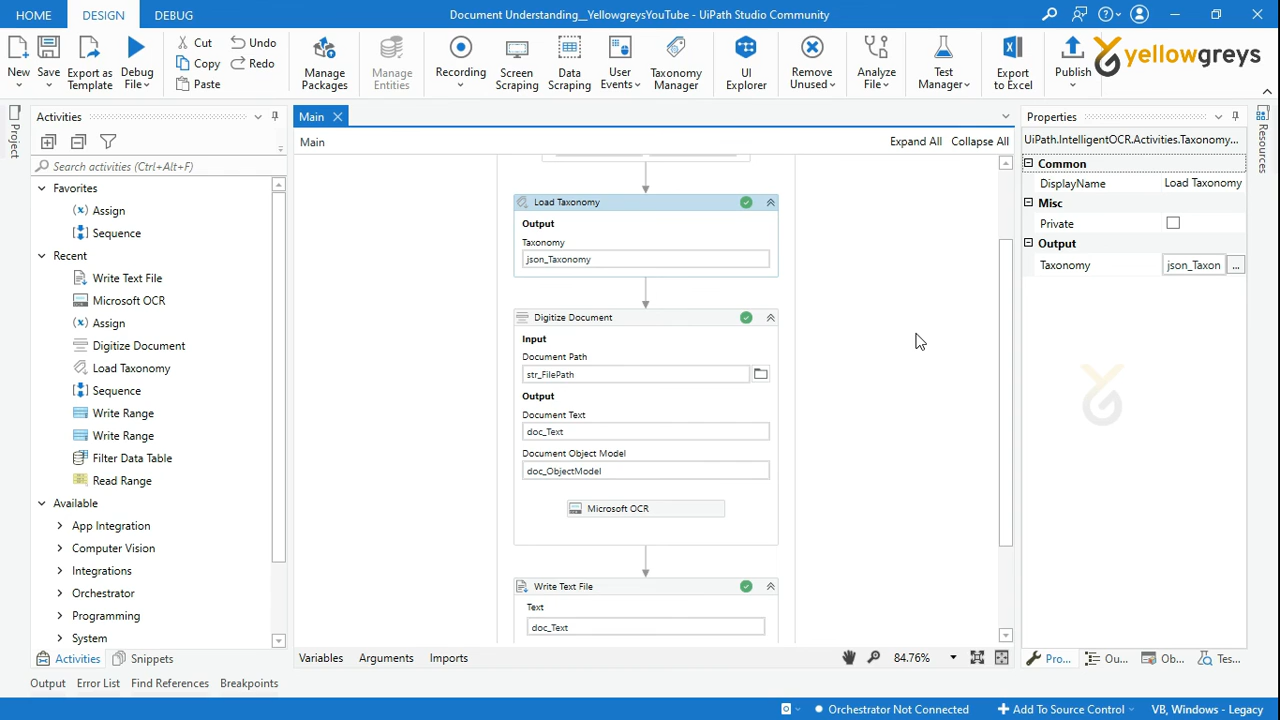 HOME DESIGN DEBUG Document Understanding__YellowgreysYouTube - UiPath Studio Community
New Save Export as Template Debug File Cut Copy Paste Undo Redo Manage Packages Manage Entities Recording Screen Scraping Data Scraping User Events Taxonomy Manager UI Explorer Remove Unused Analyze File Test Manager Export to Excel Publish yellowgreys
Project
Activities
Search activities (Ctrl+Alt+F)
Favorites
Assign
Sequence
Recent
Write Text File
Microsoft OCR
Assign
Digitize Document
Load Taxonomy
Sequence
Write Range
Write Range
Filter Data Table
Read Range
Available
App Integration
Computer Vision
Integrations
Orchestrator
Programming
System
Activities Snippets
Main
Main Expand All Collapse All
Load Taxonomy
Output
Taxonomy
json_Taxonomy
Digitize Document
Input
Document Path
str_FilePath
Output
Document Text
doc_Text
Document Object Model
doc_ObjectModel
Microsoft OCR
Write Text File
Text
doc_Text
Variables Arguments Imports 84.76%
Properties
UiPath.IntelligentOCR.Activities.Taxonomy...
Common
DisplayName Load Taxonomy
Misc
Private
Output
Taxonomy json_Taxon ...
Pro... Ou... Ob... Tes...
Resources
Output Error List Find References Breakpoints
Orchestrator Not Connected Add To Source Control VB, Windows - Legacy